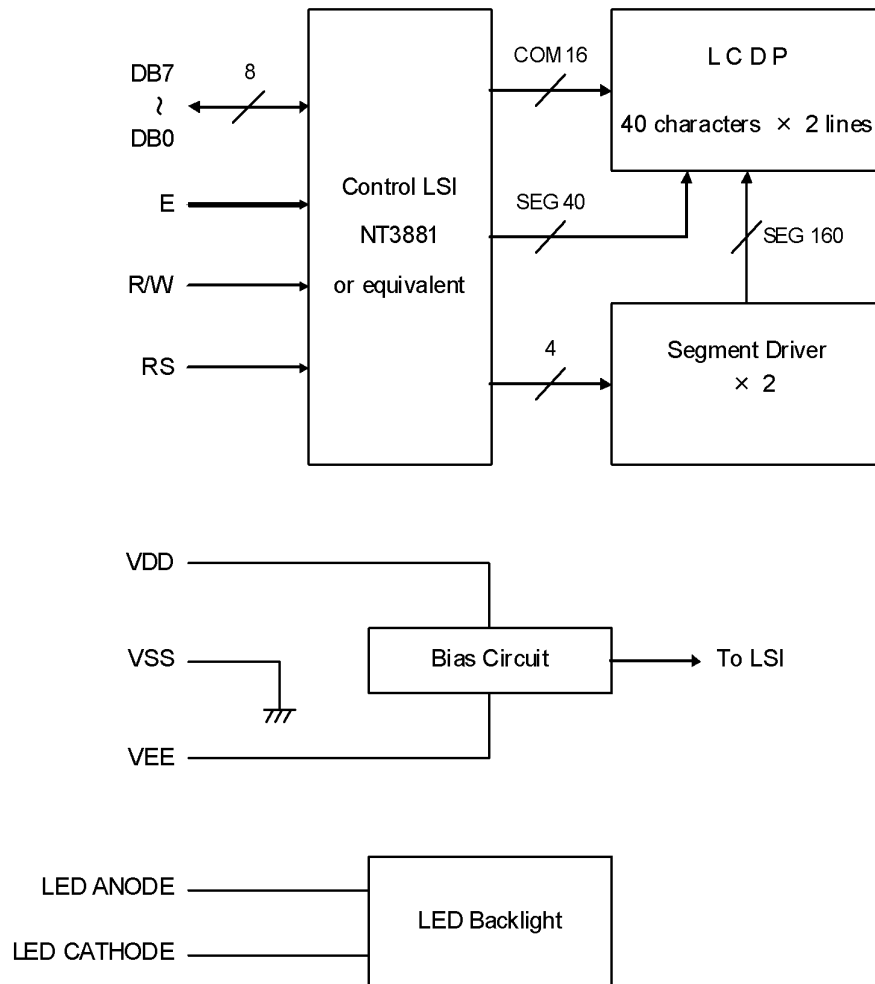 DB7
~
DB0
8
E
R/W
RS
Control LSI
NT3881
or equivalent
COM 16
SEG 40
4
L C D P
40 characters × 2 lines
SEG 160
Segment Driver
× 2
VDD
VSS
VEE
Bias Circuit
To LSI
LED ANODE
LED CATHODE
LED Backlight